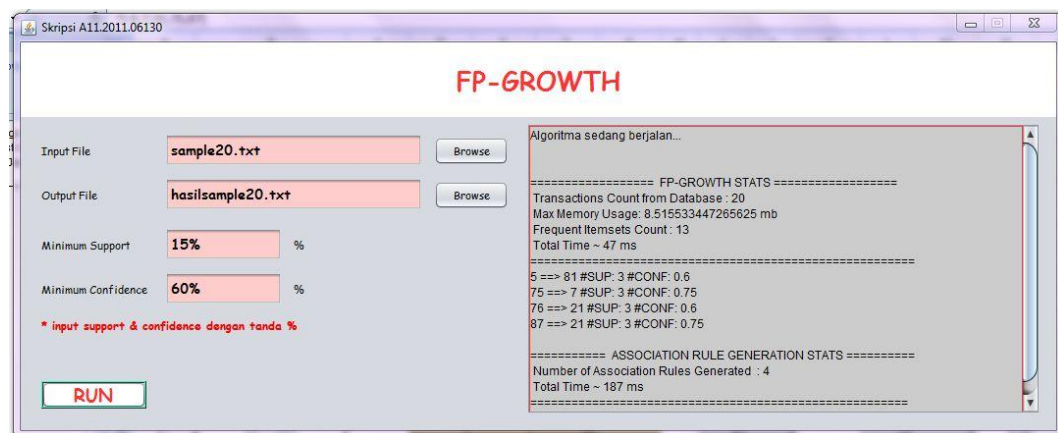 Skripsi A11.2011.06130
FP-GROWTH
Input File
sample20.txt
Browse
Output File
hasilsample20.txt
Browse
Minimum Support
15%
%
Minimum Confidence
60%
%
* input support & confidence dengan tanda %
RUN
Algoritma sedang berjalan...
================== FP-GROWTH STATS ==================
Transactions Count from Database : 20
Max Memory Usage: 8.515533447265625 mb
Frequent Itemsets Count : 13
Total Time ~ 47 ms
========================================================
5 ==> 81 #SUP: 3 #CONF: 0.6
75 ==> 7 #SUP: 3 #CONF: 0.75
76 ==> 21 #SUP: 3 #CONF: 0.6
87 ==> 21 #SUP: 3 #CONF: 0.75
=========== ASSOCIATION RULE GENERATION STATS ==========
Number of Association Rules Generated : 4
Total Time ~ 187 ms
=======================================================